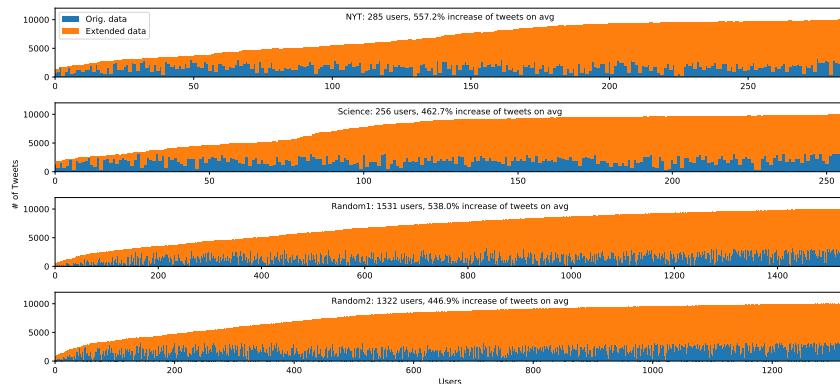 NYT: 285 users, 557.2% increase of tweets on avg
Orig. data
Extended data
10000
5000
0
0 50 100 150 200 250
Science: 256 users, 462.7% increase of tweets on avg
10000
5000
0
0 50 100 150 200 250
# of Tweets
Random1: 1531 users, 538.0% increase of tweets on avg
10000
5000
0
0 200 400 600 800 1000 1200 1400
Random2: 1322 users, 446.9% increase of tweets on avg
10000
5000
0
0 200 400 600 800 1000 1200
Users